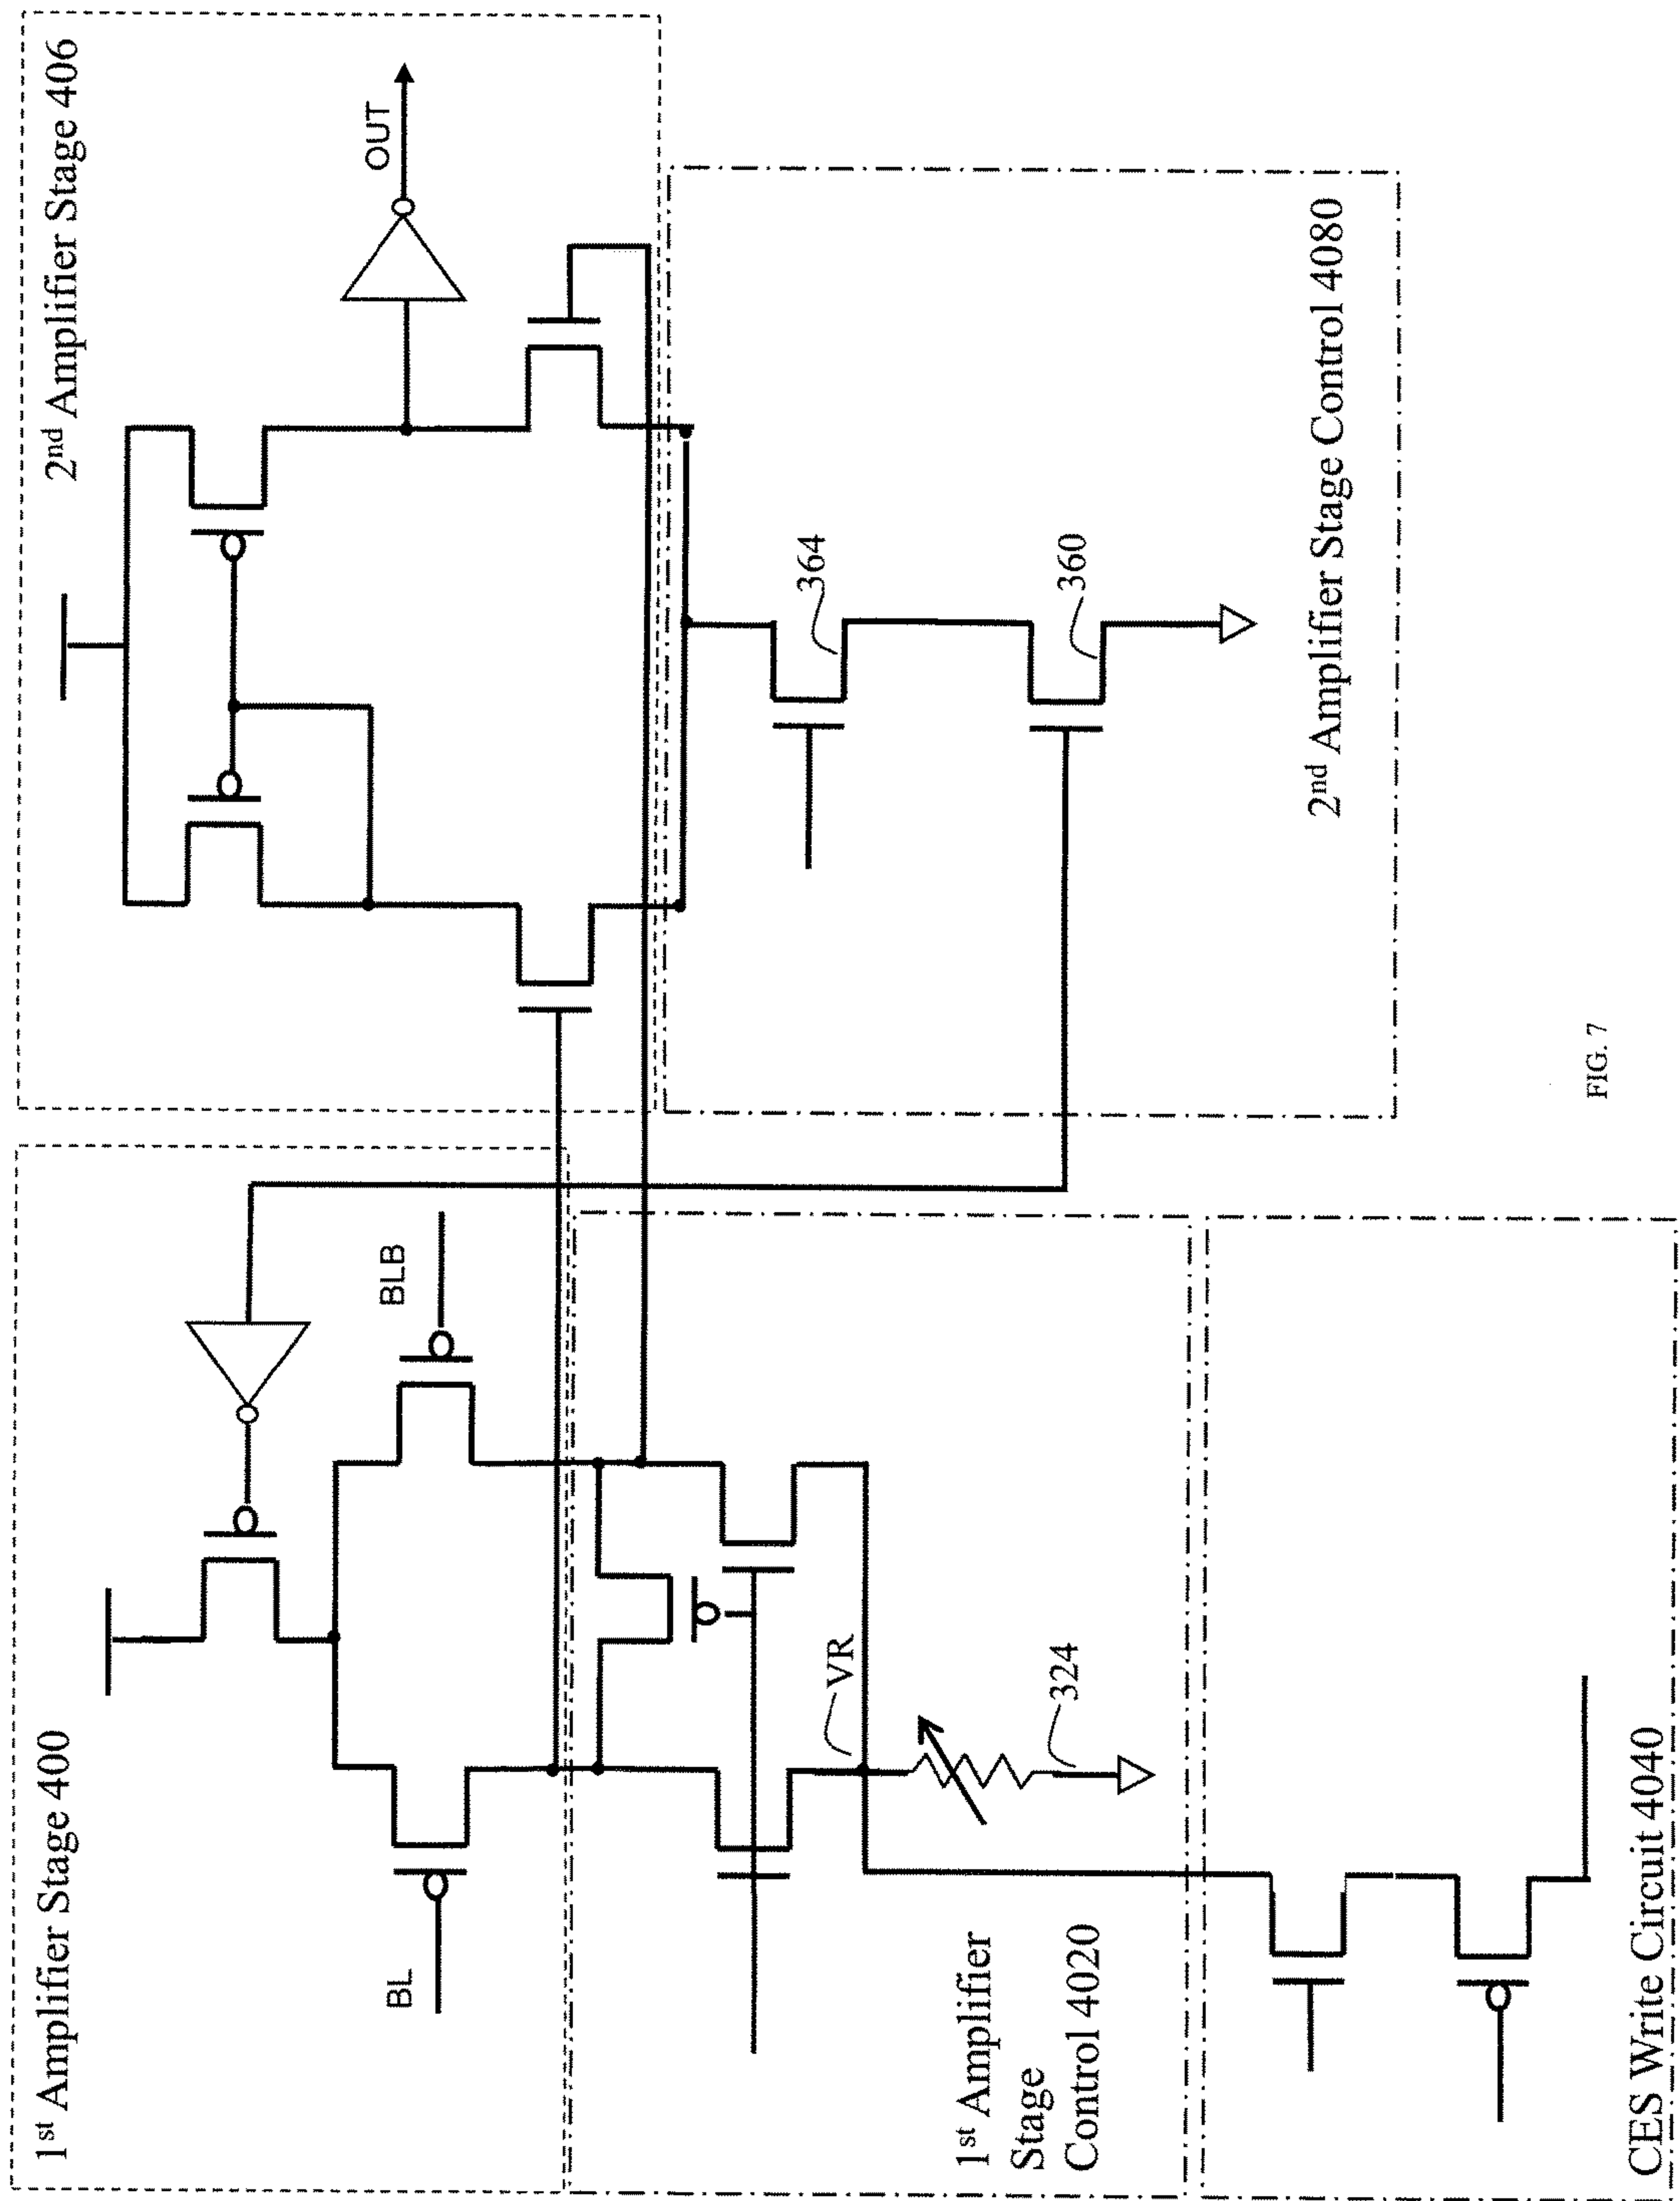 1st Amplifier Stage 400
BL
BLB
1st Amplifier
Stage
Control 4020
VR
324
CES Write Circuit 4040
2nd Amplifier Stage 406
OUT
364
360
2nd Amplifier Stage Control 4080
FIG. 7